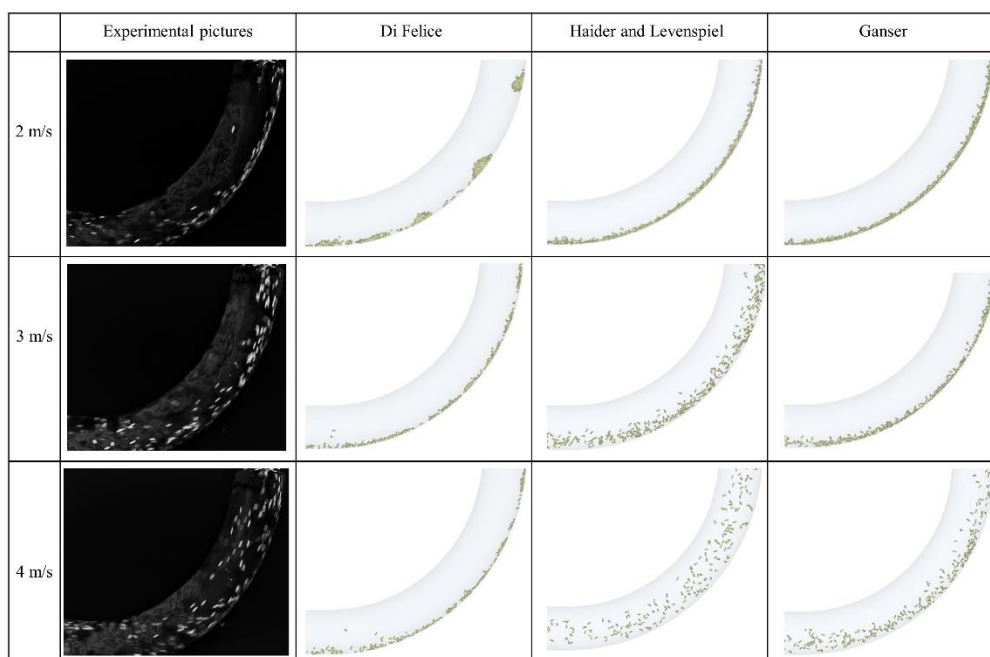 Experimental pictures
Di Felice
Haider and Levenspiel
Ganser
2 m/s
3 m/s
4 m/s